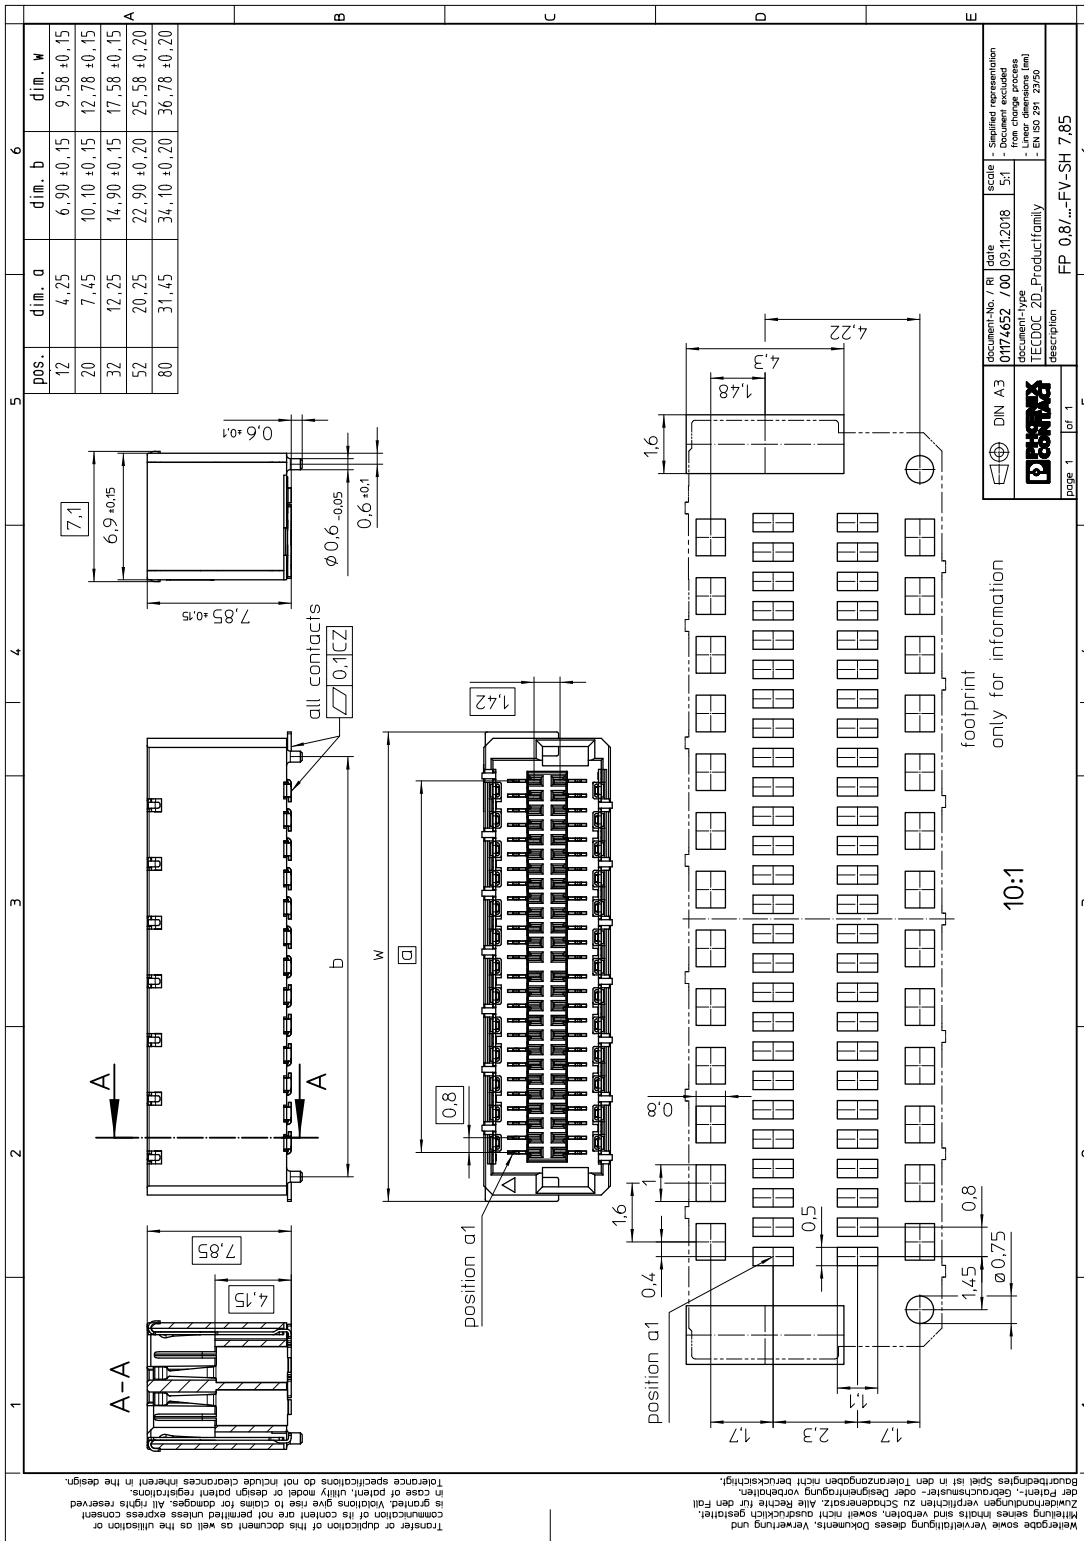 A
B
C
D
E
6
5
4
3
2
1
pos.	dim. a	dim. b	dim. w
12	4,25	6,90 ±0,15	9,58 ±0,15
20	7,45	10,10 ±0,15	12,78 ±0,15
32	12,25	14,90 ±0,15	17,58 ±0,15
52	20,25	22,90 ±0,20	25,58 ±0,20
80	31,45	34,10 ±0,20	36,78 ±0,20
A-A
7,85
4,15
A
A
b
all contacts
0,1CZ
7,1
6,9 ±0,15
7,85 ±0,15
0,6 ±0,1
ø 0,6 -0,05
0,6 ±0,1
w
a
0,8
1,42
position a1
position a1
1,6
0,4
1
0,8
0,5
0,8
1,45
ø 0,75
1,1
1,7
2,3
1,7
1,6
1,48
4,3
4,22
10:1
footprint
only for information
DIN A3
PHŒNIX
CONTACT
page 1
of 1
document-No. / RI
01174652 / 00
date
09.11.2018
scale
5:1
- Simplified representation
- Document excluded
from change process
- Linear dimensions [mm]
- EN ISO 291 23/50
document-type
TECDOC 2D_Productfamily
description
FP 0,8/...-FV-SH 7,85
Transfer or duplication of this document as well as the utilisation or
communication of its content are not permitted unless express consent
is granted. Violations give rise to claims for damages. All rights reserved
in case of patent, utility model or design patent registrations.
Tolerance specifications do not include clearances inherent in the design.
Weitergabe sowie Vervielfältigung dieses Dokuments, Verwertung und
Mitteilung seines Inhalts sind verboten, soweit nicht ausdrücklich gestattet.
Zuwiderhandlungen verpflichten zu Schadenersatz. Alle Rechte für den Fall
der Patent-, Gebrauchsmuster- oder Designeintragung vorbehalten.
Bauartbedingtes Spiel ist in den Toleranzangaben nicht berücksichtigt.